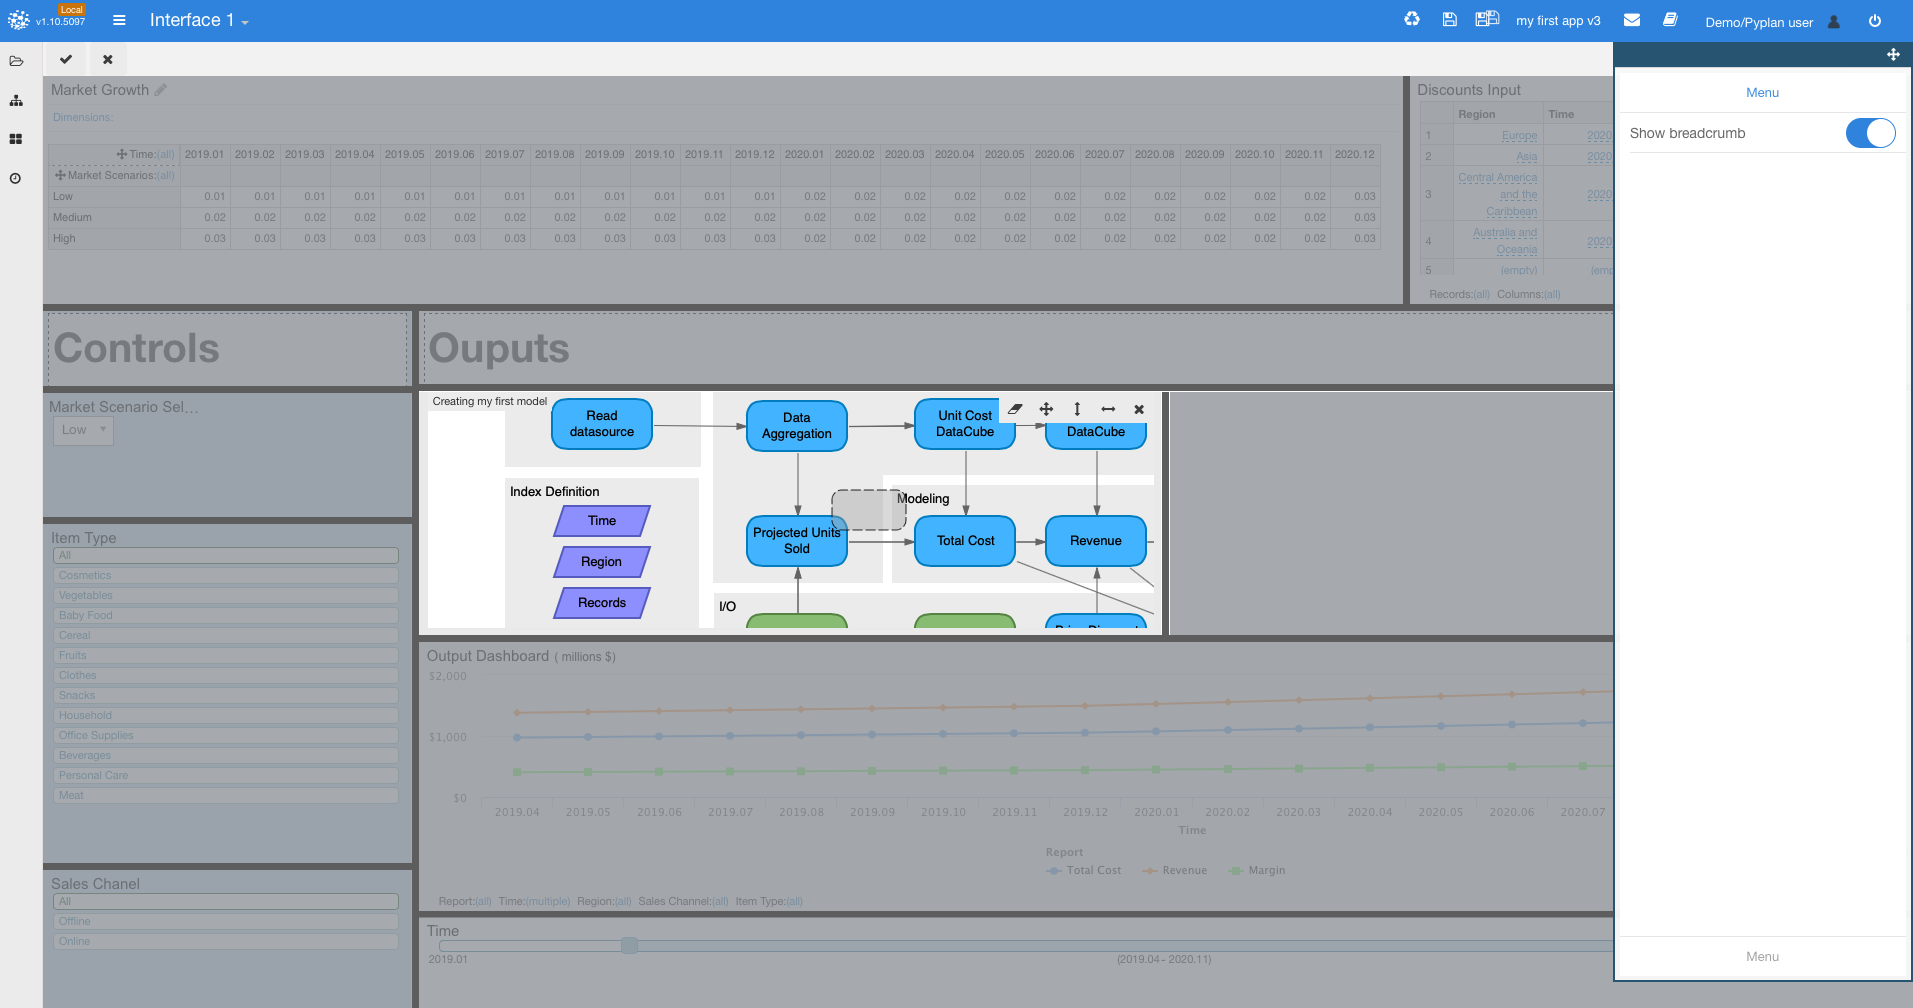 Local
v1.10.5097
Interface 1
my first app v3
Demo/Pyplan user
Market Growth
Dimensions:
Time:(all) 2019.01 2019.02 2019.03 2019.04 2019.05 2019.06 2019.07 2019.08 2019.09 2019.10 2019.11 2019.12 2020.01 2020.02 2020.03 2020.04 2020.05 2020.06 2020.07 2020.08 2020.09 2020.10 2020.11 2020.12
Market Scenarios:(all)
Low 0.01 0.01 0.01 0.01 0.01 0.01 0.01 0.01 0.01 0.01 0.01 0.01 0.02 0.02 0.02 0.02 0.02 0.02 0.02 0.02 0.02 0.02 0.02 0.03
Medium 0.02 0.02 0.02 0.02 0.02 0.02 0.02 0.02 0.02 0.02 0.02 0.02 0.02 0.02 0.02 0.02 0.02 0.02 0.02 0.02 0.02 0.02 0.02 0.03
High 0.03 0.03 0.03 0.03 0.03 0.03 0.03 0.03 0.03 0.03 0.03 0.03 0.02 0.02 0.02 0.02 0.02 0.02 0.02 0.02 0.02 0.02 0.02 0.03
Discounts Input
Region Time
1 Europe 2020
2 Asia 2020
Central America
3 and the 2020
Caribbean
Australia and
4 2020
Oceania
5 (empty) (emp
Records:(all) Columns:(all)
Menu
Show breadcrumb
Menu
Controls
Ouputs
Market Scenario Sel...
Low
Item Type
All
Cosmetics
Vegetables
Baby Food
Cereal
Fruits
Clothes
Snacks
Household
Office Supplies
Beverages
Personal Care
Meat
Sales Chanel
All
Offline
Online
Creating my first model
Read
datasource
Data
Aggregation
Unit Cost
DataCube
DataCube
Index Definition
Time
Region
Records
Modeling
Projected Units
Sold
Total Cost
Revenue
I/O
Output Dashboard ( millions $)
$2,000
$1,000
$0
2019.04 2019.05 2019.06 2019.07 2019.08 2019.09 2019.10 2019.11 2019.12 2020.01 2020.02 2020.03 2020.04 2020.05 2020.06 2020.07
Time
Report
Total Cost Revenue Margin
Report:(all) Time:(multiple) Region:(all) Sales Channel:(all) Item Type:(all)
Time
2019.01
(2019.04 - 2020.11)